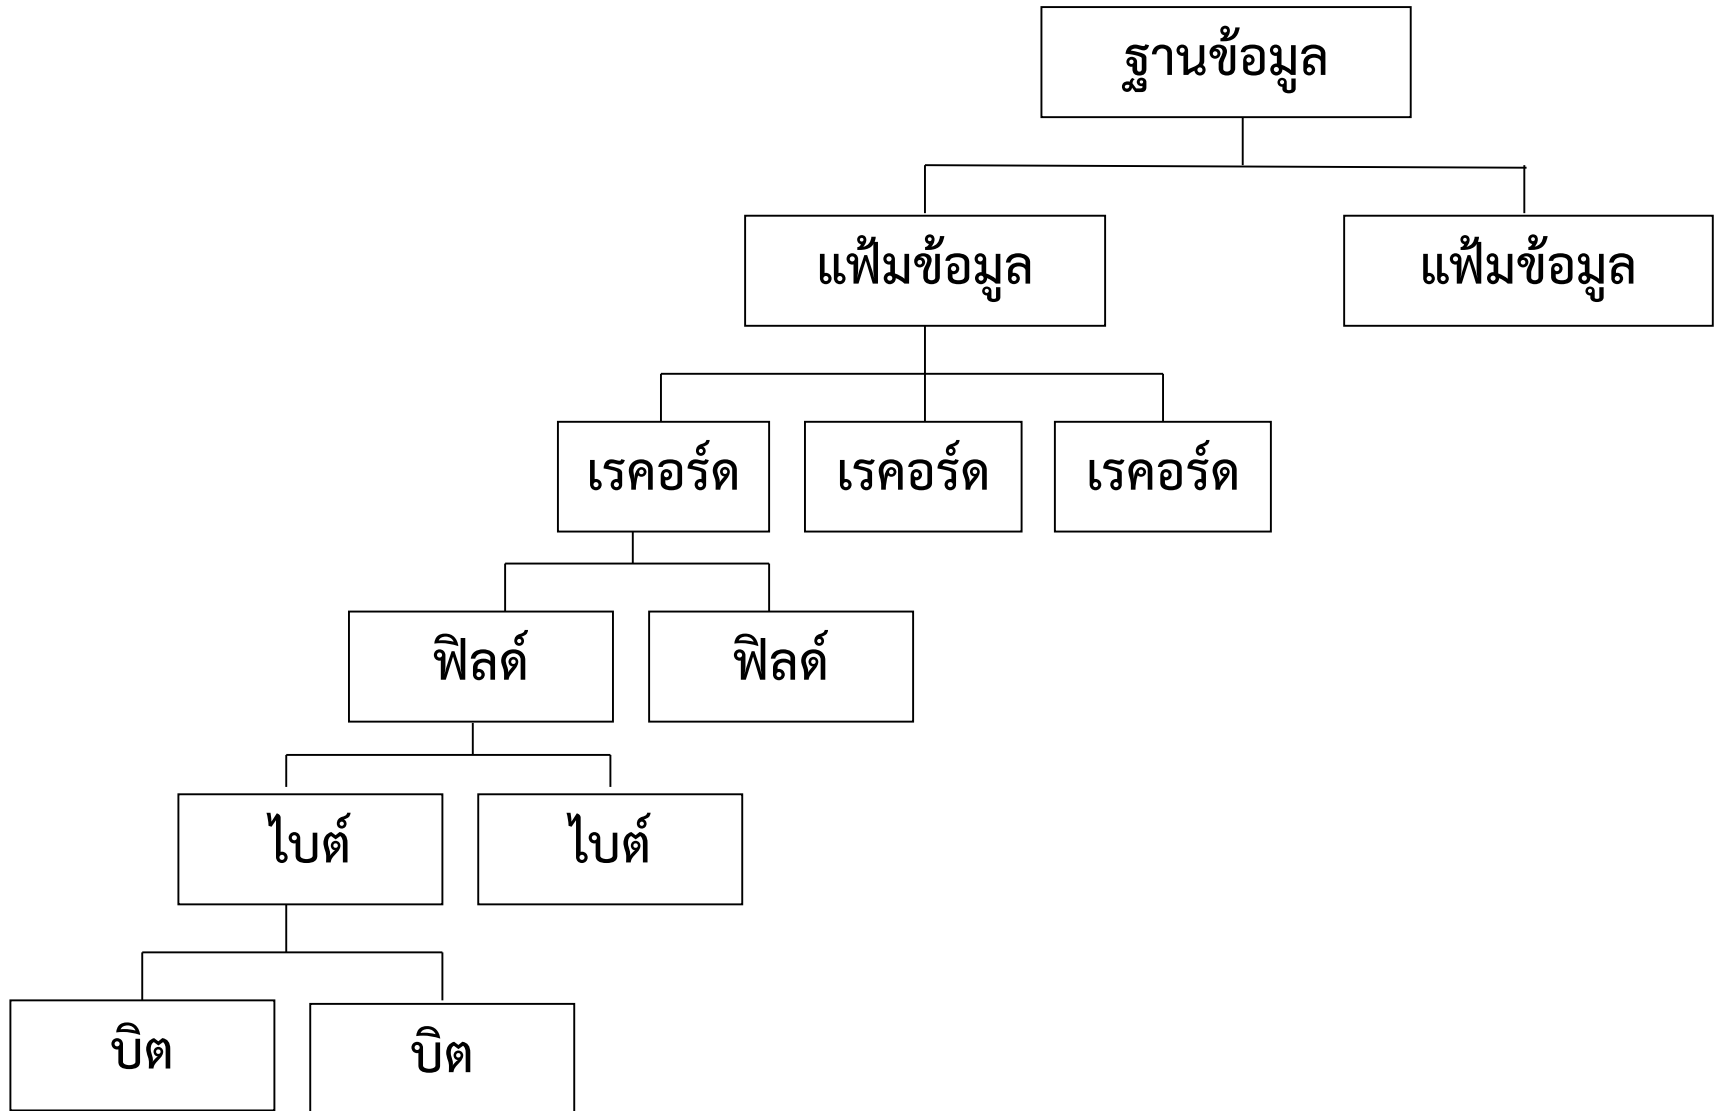 ฐานข้อมูล
แฟ้มข้อมูล
แฟ้มข้อมูล
เรคอร์ด
เรคอร์ด
เรคอร์ด
ฟิลด์
ฟิลด์
ไบต์
ไบต์
บิต
บิต